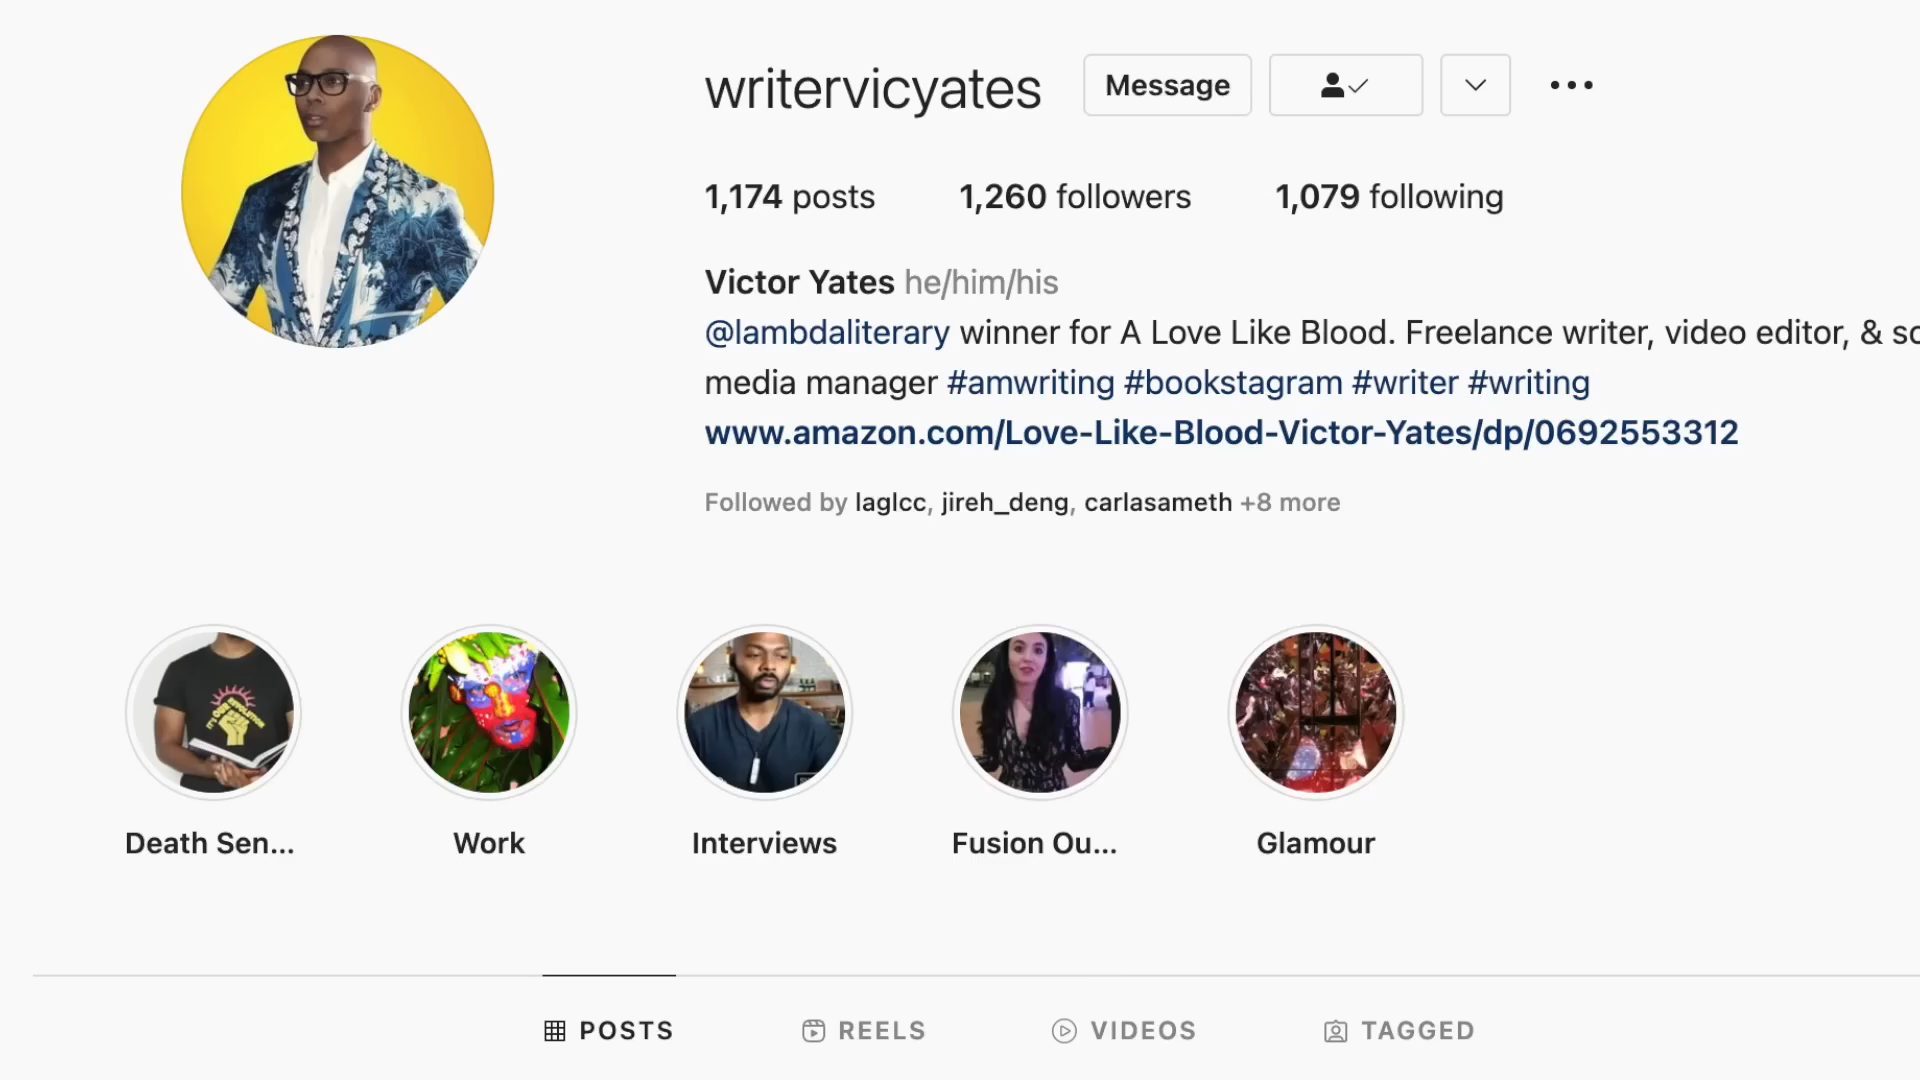 writervicyates
Message
1,174 posts 1,260 followers 1,079 following
Victor Yates he/him/his
@lambdaliterary winner for A Love Like Blood. Freelance writer, video editor, &
media manager #amwriting #bookstagram #writer #writing
www.amazon.com/Love-Like-Blood-Victor-Yates/dp/0692553312
Followed by laglcc, jireh_deng, carlasameth +8 more
IT'S OUR REVOLUTION
Death Sen... Work Interviews Fusion Ou... Glamour
POSTS REELS VIDEOS TAGGED